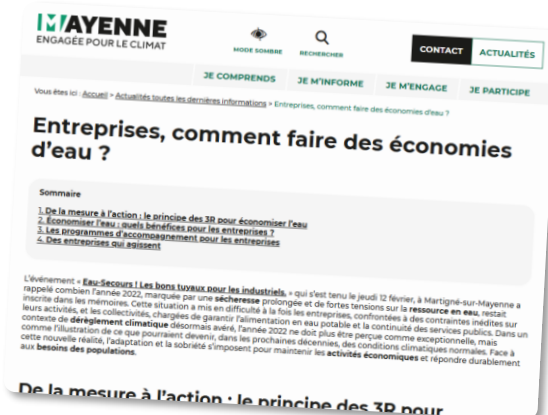 MAYENNE
ENGAGÉE POUR LE CLIMAT
MODE SOMBRE
RECHERCHER
CONTACT
ACTUALITÉS
JE COMPRENDS
JE M'INFORME
JE M'ENGAGE
JE PARTICIPE
Vous êtes ici : Accueil » Actualités toutes les dernières informations » Entreprises, comment faire des économies d'eau ?
Entreprises, comment faire des économies
d'eau ?
Sommaire
1. De la mesure à l'action : le principe des 3R pour économiser l'eau
2. Économiser l'eau : quels bénéfices pour les entreprises ?
3. Les programmes d'accompagnement pour les entreprises
4. Des entreprises qui agissent
L'événement « Eau-Secours ! Les bons tuyaux pour les industriels. » qui s'est tenu le jeudi 12 février, à Martigné-sur-Mayenne a
rappelé combien l'année 2022, marquée par une sécheresse prolongée et de fortes tensions sur la ressource en eau, restait
inscrite dans les mémoires. Cette situation a mis en difficulté à la fois les entreprises, confrontées à des contraintes inédites sur
leurs activités, et les collectivités, chargées de garantir l'alimentation en eau potable et la continuité des services publics. Dans un
contexte de dérèglement climatique désormais avéré, l'année 2022 ne doit plus être perçue comme exceptionnelle, mais
comme l'illustration de ce que pourraient devenir, dans les prochaines décennies, des conditions climatiques normales. Face à
cette nouvelle réalité, l'adaptation et la sobriété s'imposent pour maintenir les activités économiques et répondre durablement
aux besoins des populations.
De la mesure à l'action : le principe des 3R pour